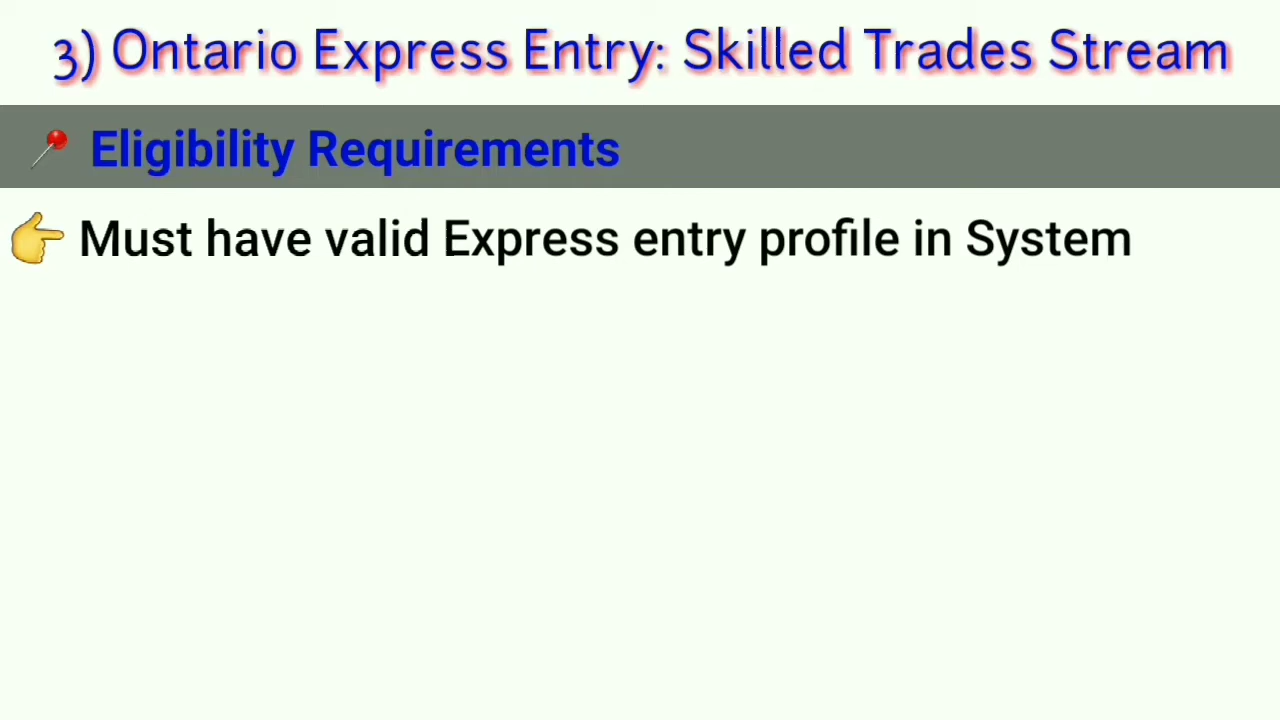 3) Ontario Express Entry: Skilled Trades Stream
📍 Eligibility Requirements
👉 Must have valid Express entry profile in System